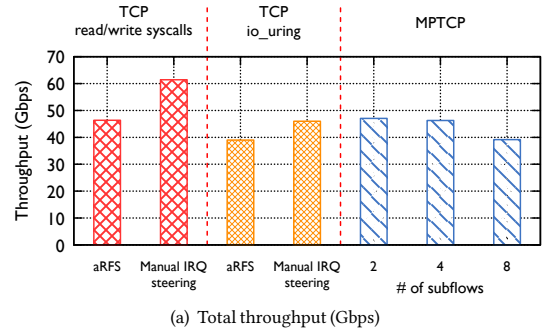 TCP
read/write syscalls
TCP
io_uring
MPTCP
Throughput (Gbps)
70
60
50
40
30
20
10
0
aRFS
Manual IRQ
steering
aRFS
Manual IRQ
steering
2
4
8
# of subflows
(a) Total throughput (Gbps)